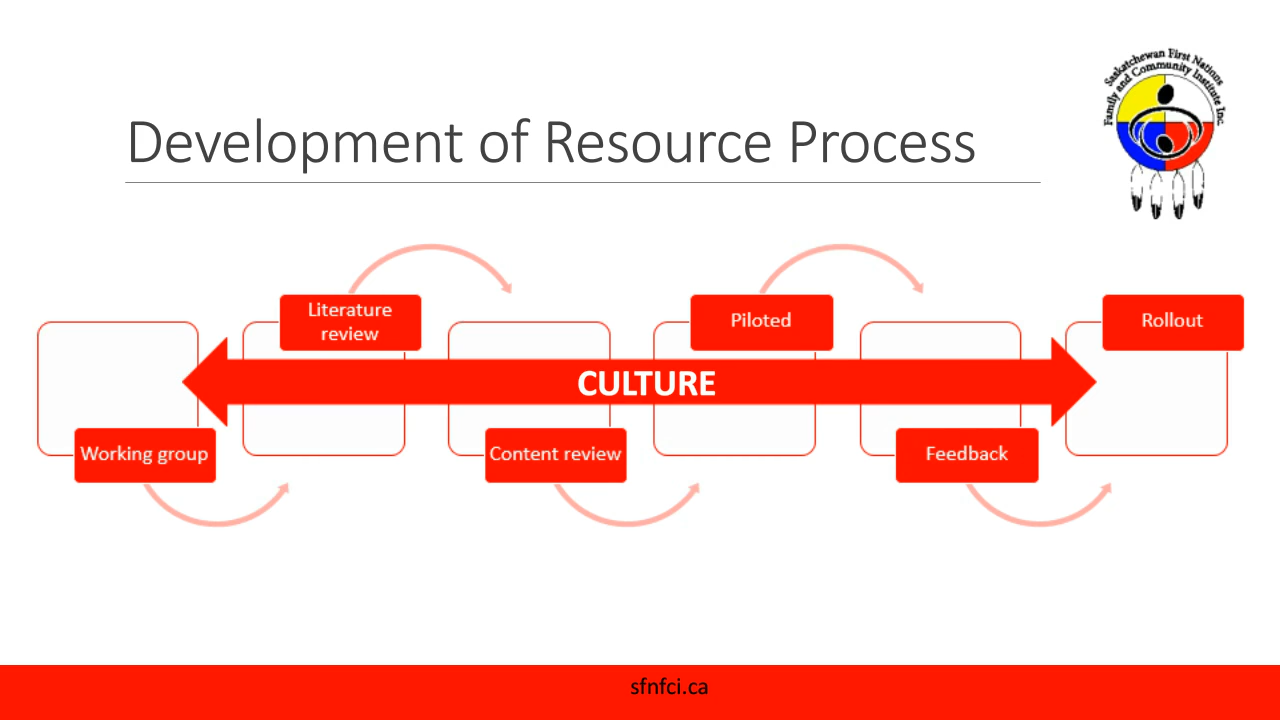 Saskatchewan First Nations
Family and Community Institute Inc.
Development of Resource Process
Literature
review
Piloted
Rollout
CULTURE
Working group
Content review
Feedback
sfnfci.ca